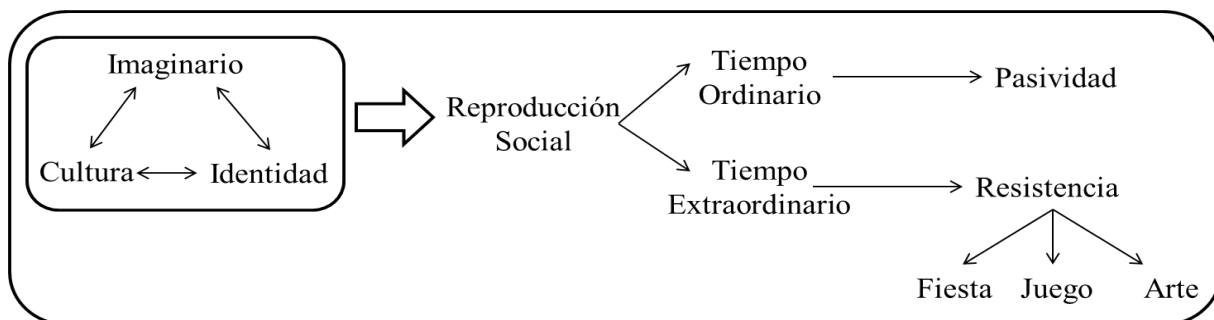 Imaginario
Cultura
Identidad
Reproducción
Social
Tiempo
Ordinario
Pasividad
Tiempo
Extraordinario
Resistencia
Fiesta
Juego
Arte